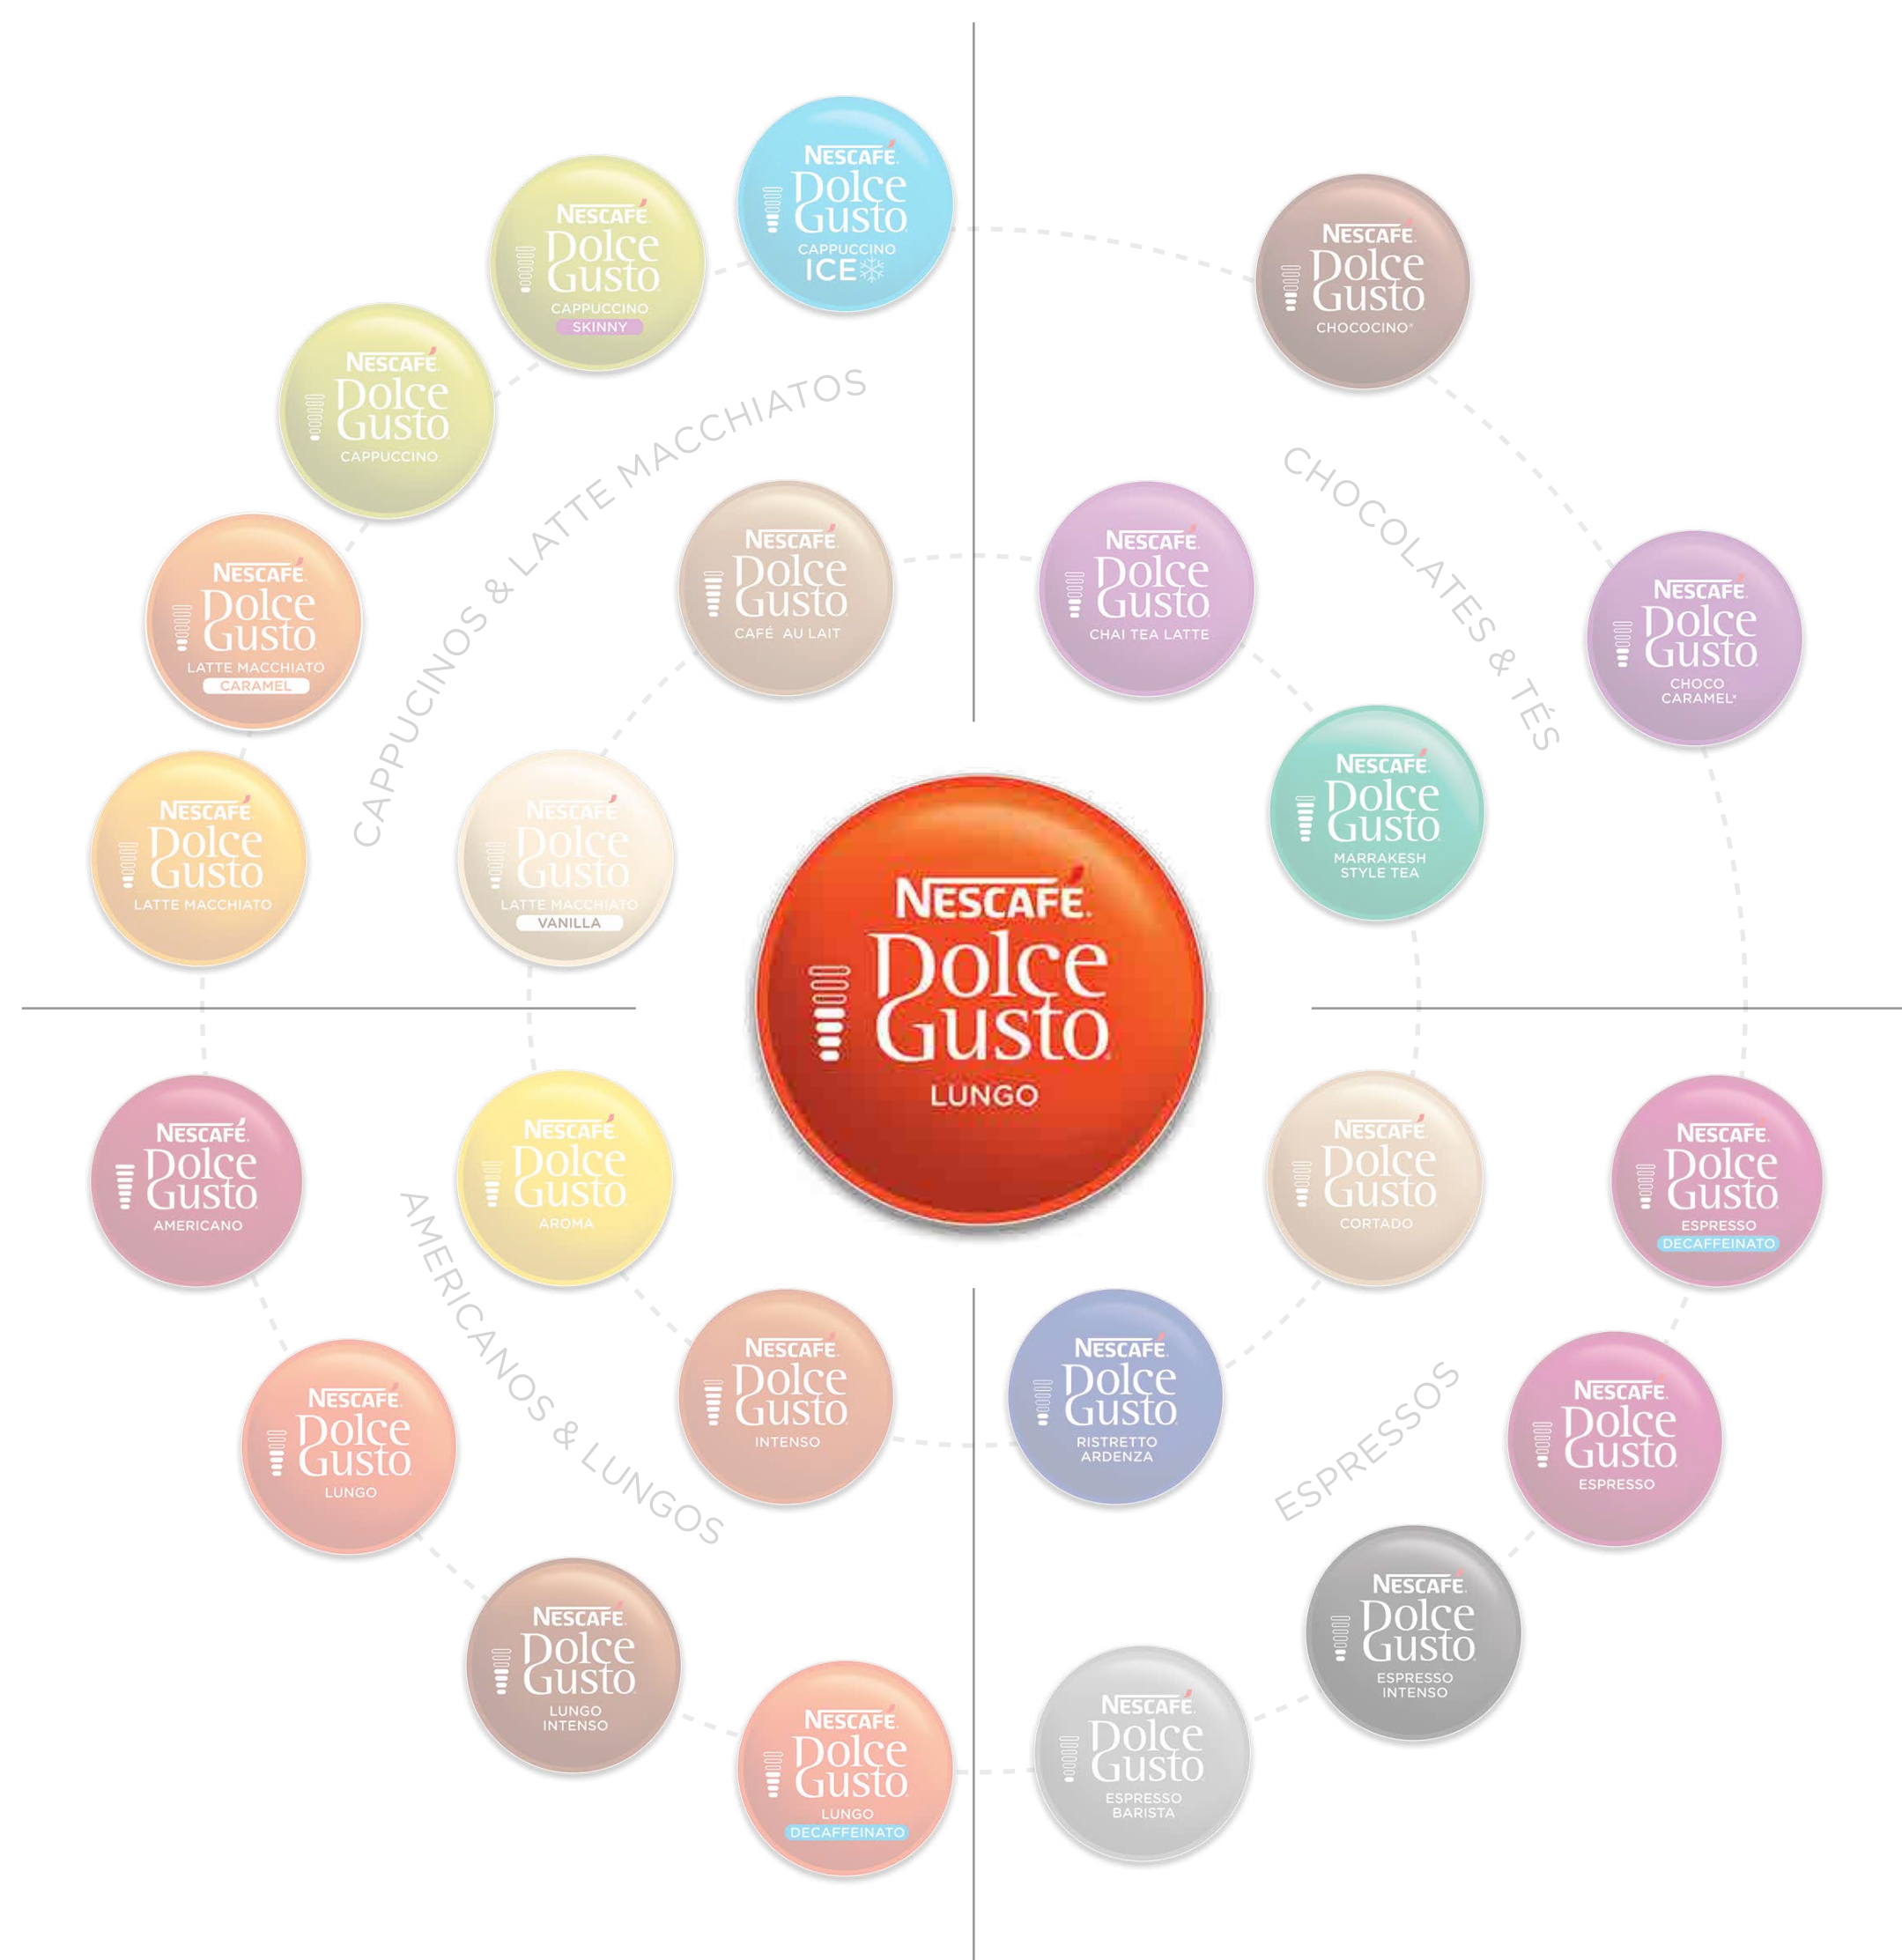 NESCAFÉ.
Dolce
Gusto
CAPPUCCINO
ICE
NESCAFÉ.
Dolce
Gusto
CAPPUCCINO
SKINNY
NESCAFÉ.
Dolce
Gusto
CAPPUCCINO
NESCAFÉ.
Dolce
Gusto
LATTE MACCHIATO
CARAMEL
NESCAFÉ.
Dolce
Gusto
LATTE MACCHIATO
CAPPUCINOS & LATTE MACCHIATOS
NESCAFÉ.
Dolce
Gusto
CAFÉ AU LAIT
NESCAFÉ.
Dolce
Gusto
LATTE MACCHIATO
VANILLA
NESCAFÉ.
Dolce
Gusto
CHOCOCINO®
NESCAFÉ.
Dolce
Gusto
CHOCO
CARAMEL*
CHOCOLATES & TÉS
NESCAFÉ.
Dolce
Gusto
CHAI TEA LATTE
NESCAFÉ.
Dolce
Gusto
MARRAKESH
STYLE TEA
NESCAFÉ.
Dolce
Gusto
LUNGO
NESCAFÉ.
Dolce
Gusto
AMERICANO
NESCAFÉ.
Dolce
Gusto
AROMA
AMERICANOS & LUNGOS
NESCAFÉ.
Dolce
Gusto
INTENSO
NESCAFÉ.
Dolce
Gusto
LUNGO
NESCAFÉ.
Dolce
Gusto
LUNGO
INTENSO
NESCAFÉ.
Dolce
Gusto
LUNGO
DECAFFEINATO
NESCAFÉ.
Dolce
Gusto
CORTADO
NESCAFÉ.
Dolce
Gusto
ESPRESSO
DECAFFEINATO
NESCAFÉ.
Dolce
Gusto
RISTRETTO
ARDENZA
ESPRESSOS
NESCAFÉ.
Dolce
Gusto
ESPRESSO
NESCAFÉ.
Dolce
Gusto
ESPRESSO
INTENSO
NESCAFÉ.
Dolce
Gusto
ESPRESSO
BARISTA